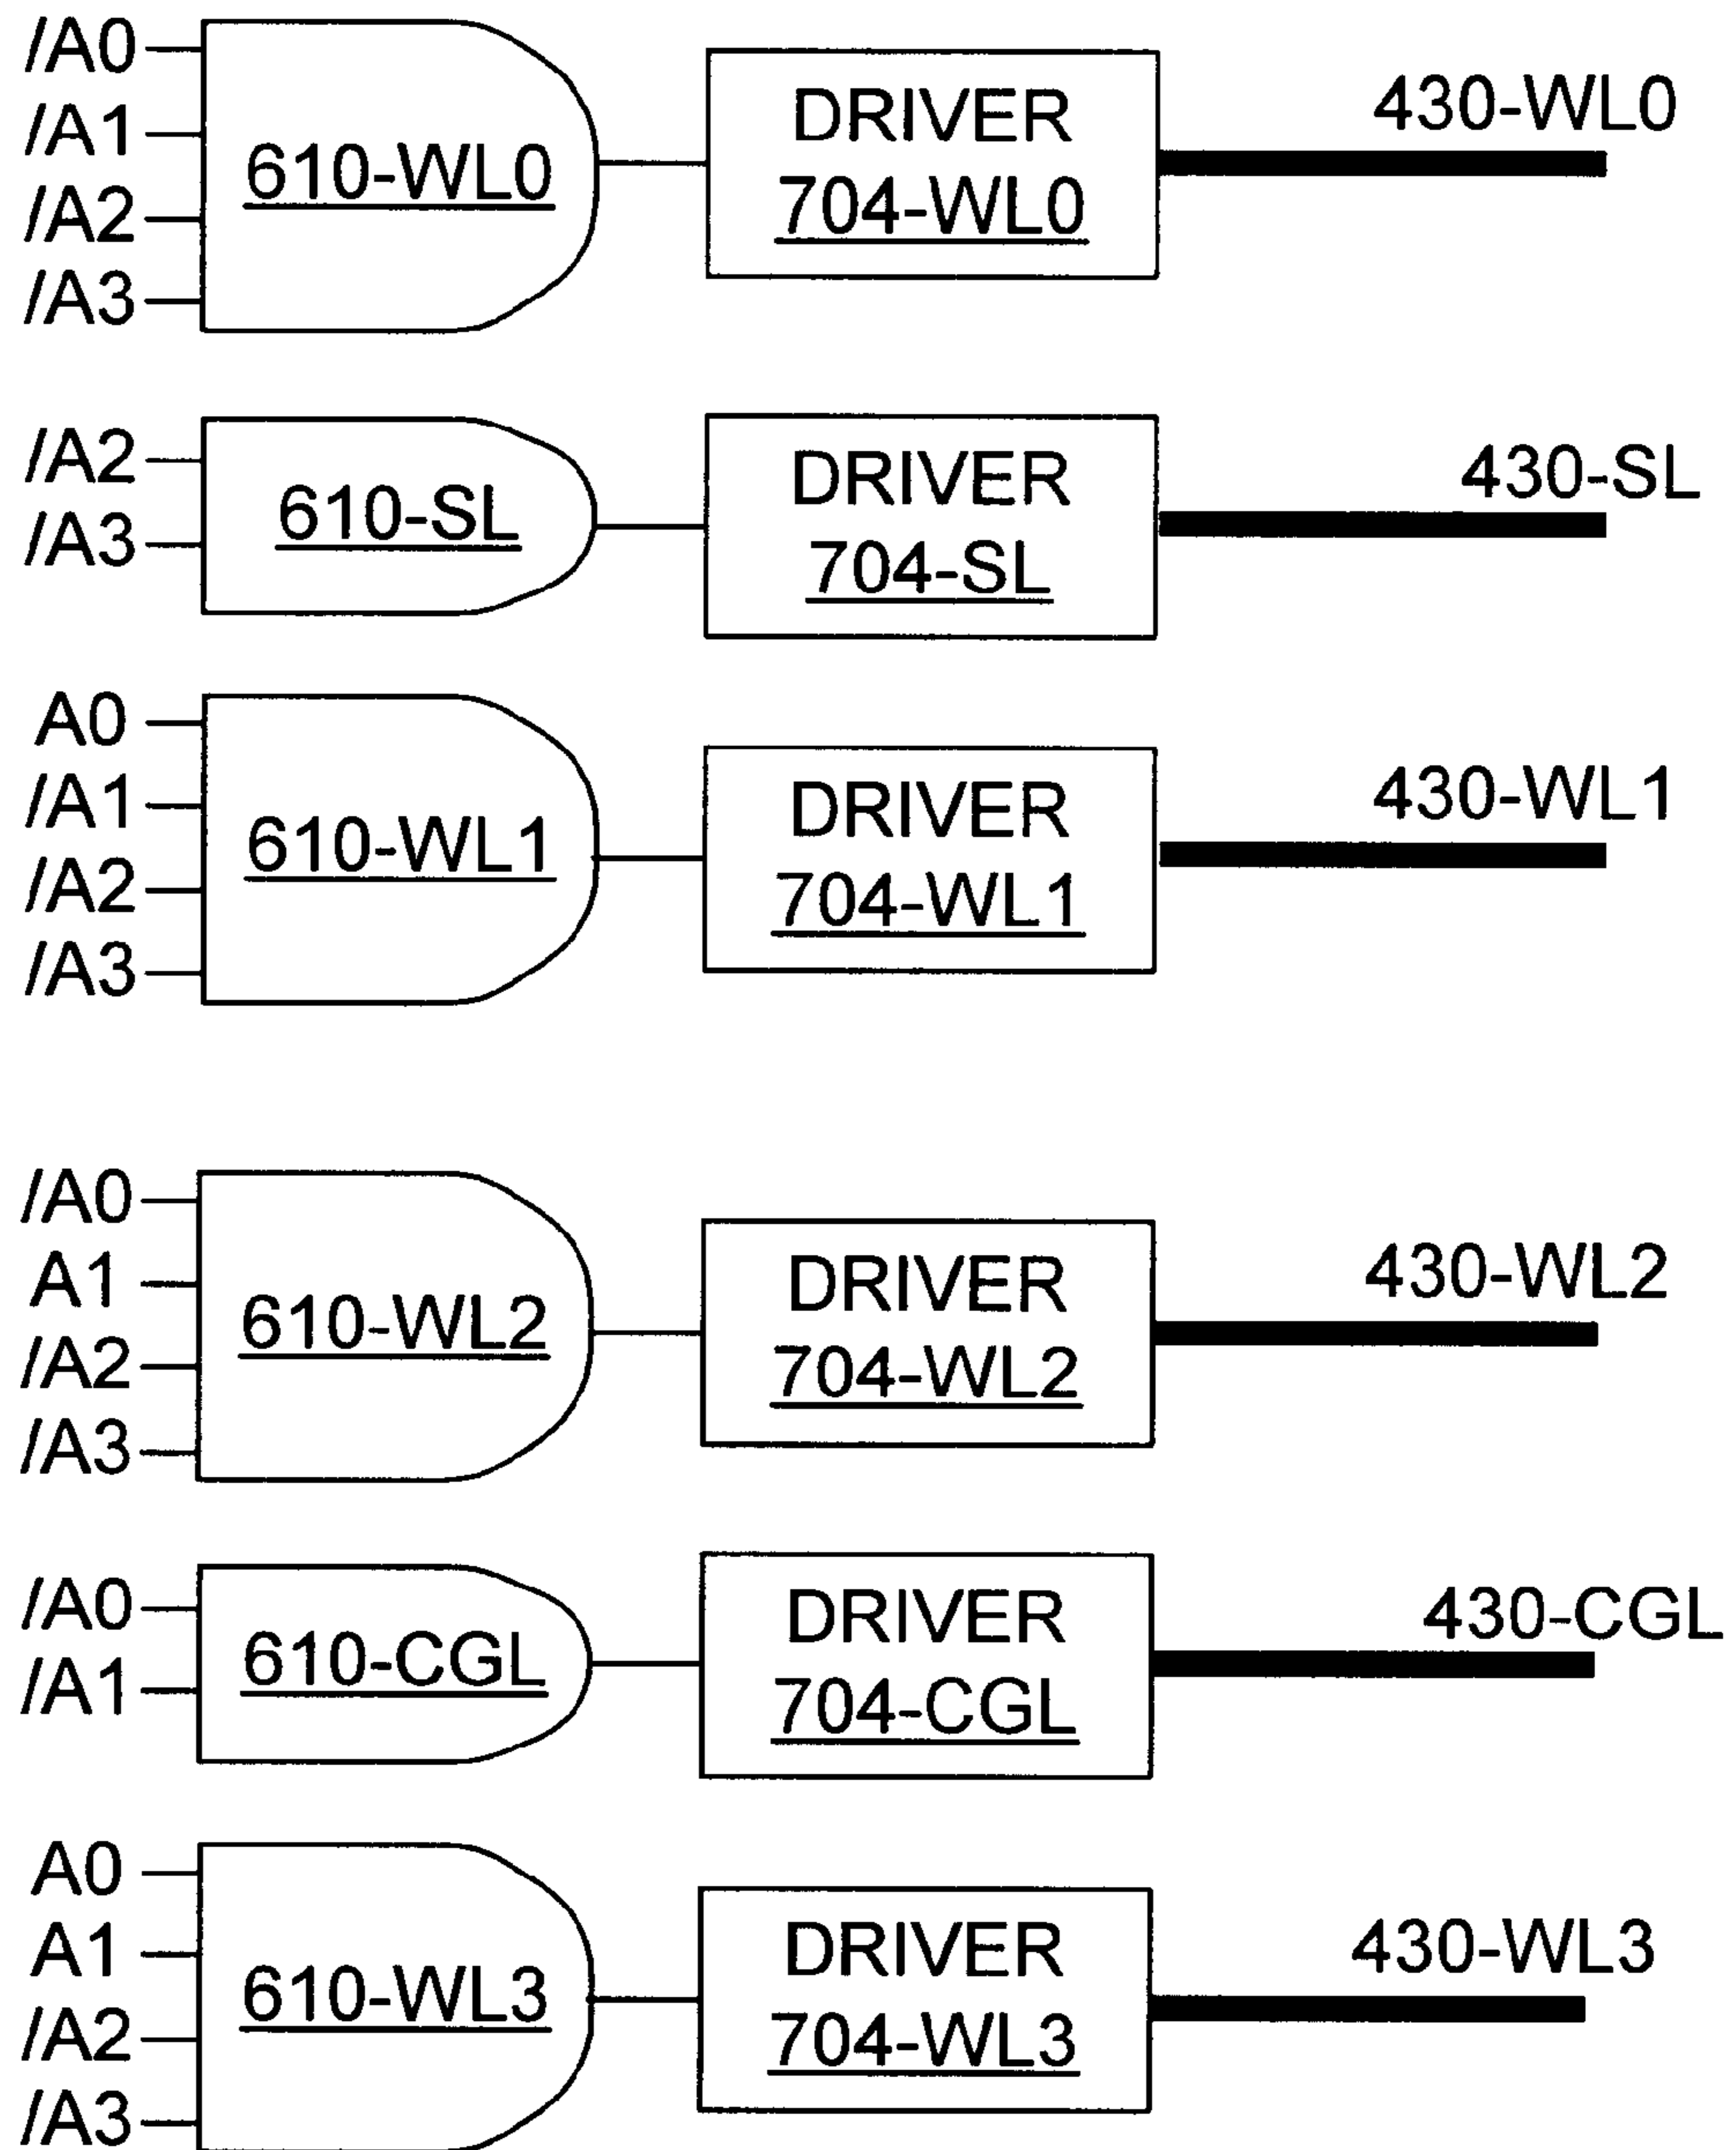 /A0
/A1
/A2
/A3
610-WL0
DRIVER
704-WL0
430-WL0
/A2
/A3
610-SL
DRIVER
704-SL
430-SL
A0
/A1
/A2
/A3
610-WL1
DRIVER
704-WL1
430-WL1
/A0
A1
/A2
/A3
610-WL2
DRIVER
704-WL2
430-WL2
/A0
/A1
610-CGL
DRIVER
704-CGL
430-CGL
A0
A1
/A2
/A3
610-WL3
DRIVER
704-WL3
430-WL3